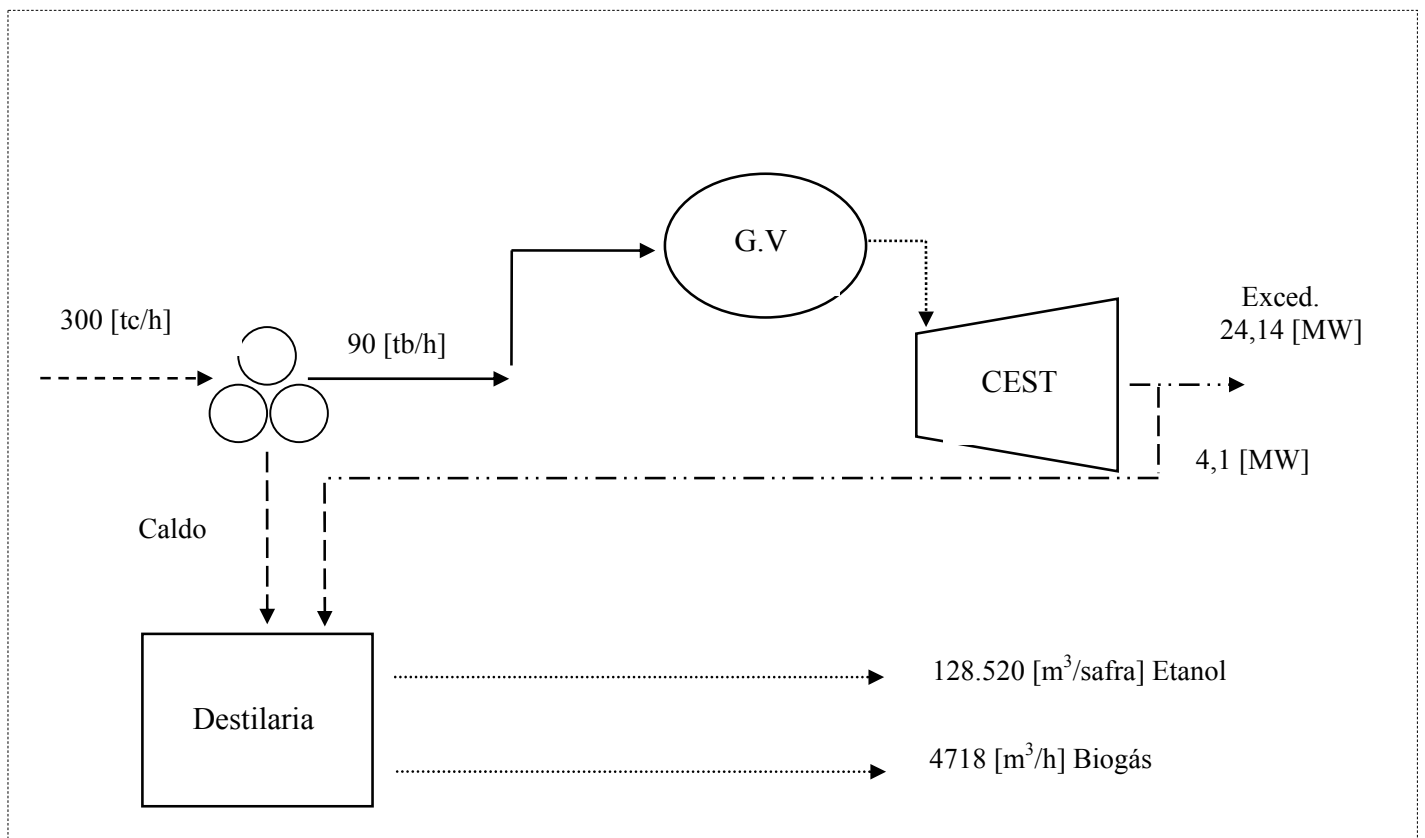 G.V
Exced.
24,14 [MW]
300 [tc/h]
90 [tb/h]
CEST
4,1 [MW]
Caldo
128.520 [m³/safra] Etanol
Destilaria
4718 [m³/h] Biogás